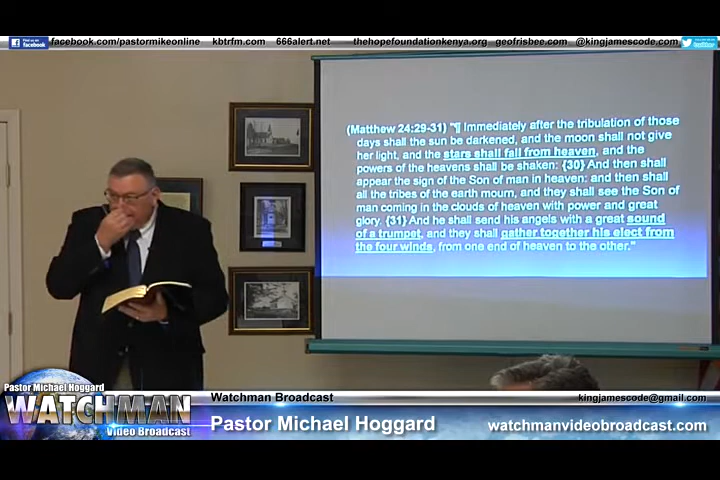 Find us on facebook
facebook.com/pastormikeonline kbtrfm.com 666alert.net thehopefoundationkenya.org geofrisbee.com @kingjamescode.com
twitter
(Matthew 24:29-31) "¶ Immediately after the tribulation of those
days shall the sun be darkened, and the moon shall not give
her light, and the stars shall fall from heaven, and the
powers of the heavens shall be shaken: {30} And then shall
appear the sign of the Son of man in heaven: and then shall
all the tribes of the earth mourn, and they shall see the Son of
man coming in the clouds of heaven with power and great
glory. {31} And he shall send his angels with a great sound
of a trumpet, and they shall gather together his elect from
the four winds, from one end of heaven to the other."
Pastor Michael Hoggard
WATCHMAN
Video Broadcast
Watchman Broadcast
kingjamescode@gmail.com
Pastor Michael Hoggard
watchmanvideobroadcast.com